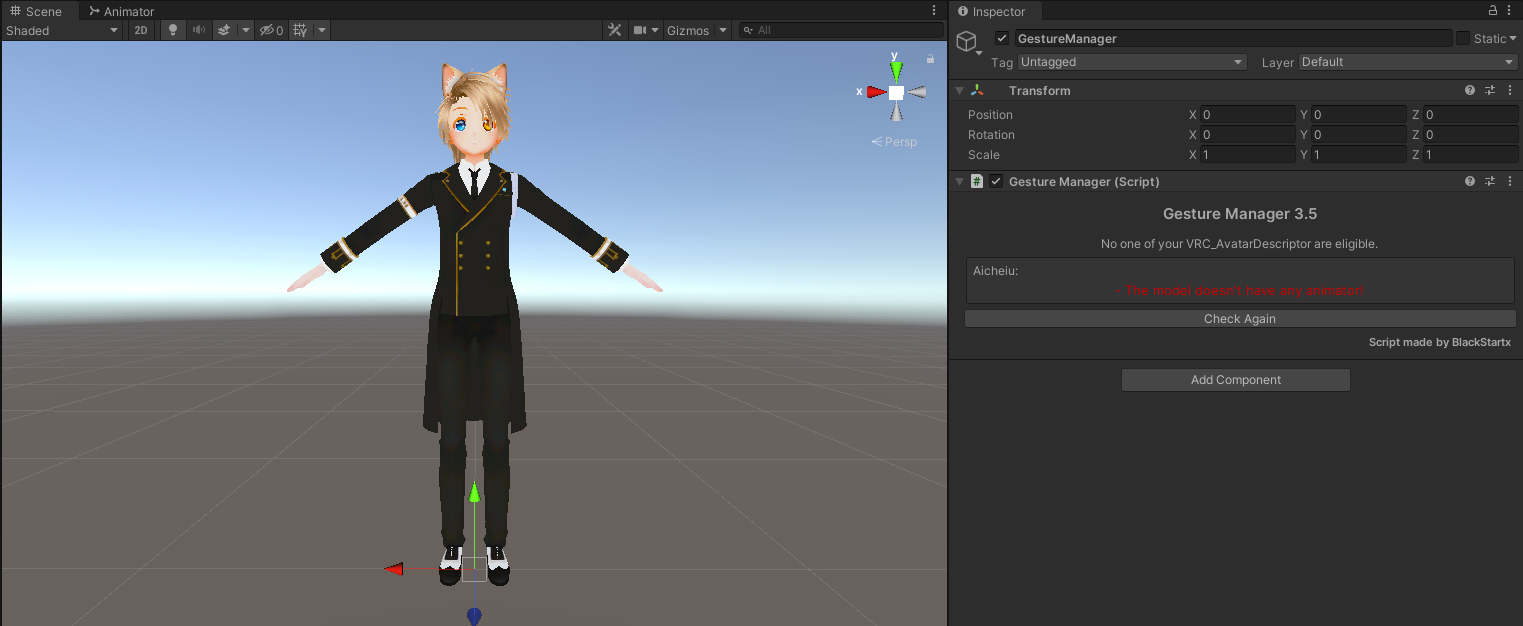 Scene
Animator
Shaded
2D
0
Gizmos
All
y
x
Persp
Inspector
GestureManager
Static
Tag
Untagged
Layer
Default
Transform
Position
X 0
Y 0
Z 0
Rotation
X 0
Y 0
Z 0
Scale
X 1
Y 1
Z 1
# Gesture Manager (Script)
Gesture Manager 3.5
No one of your VRC_AvatarDescriptor are eligible.
Aicheiu:
- The model doesn't have any animator!
Check Again
Script made by BlackStartx
Add Component